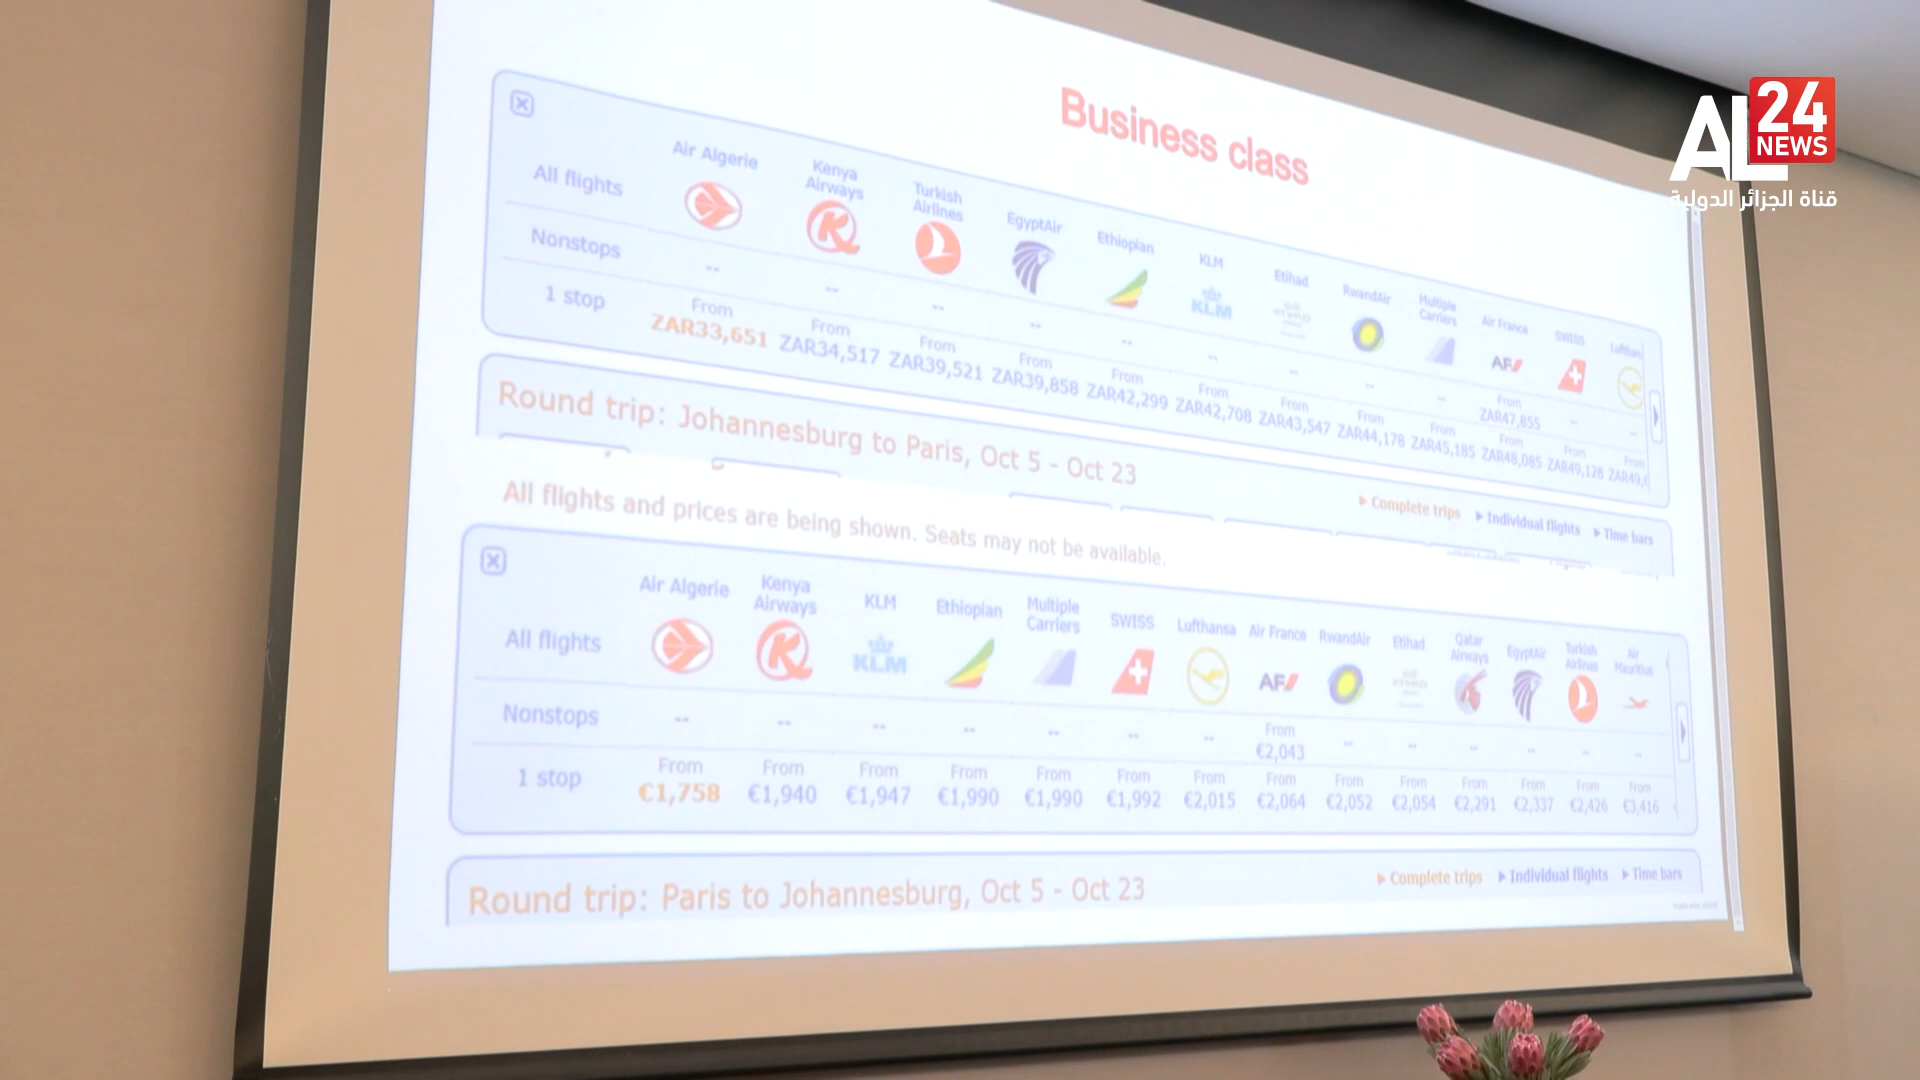 AL
24
NEWS
قناة الجزائر الدولية
Business class
Air Algerie Kenya Airways Turkish Airlines EgyptAir Ethiopian KLM Etihad RwandAir Multiple Carriers Air France SWISS
All flights
KLM
AF
Nonstops -- -- -- -- -- -- -- -- -- From ZAR47,855 -- --
1 stop From ZAR33,651 From ZAR34,517 From ZAR39,521 From ZAR39,858 From ZAR42,299 From ZAR42,708 From ZAR43,547 From ZAR44,178 From ZAR45,185 From ZAR48,085 From ZAR49,128 From
Round trip: Johannesburg to Paris, Oct 5 - Oct 23
Complete trips Individual flights Time bars
All flights and prices are being shown. Seats may not be available.
Air Algerie Kenya Airways KLM Ethiopian Multiple Carriers SWISS Lufthansa Air France RwandAir Etihad Qatar Airways EgyptAir Turkish Airlines Air Mauritius
All flights
KLM
AF
Nonstops -- -- -- -- -- -- -- From €2,043 -- -- -- -- -- --
1 stop From €1,758 From €1,940 From €1,947 From €1,990 From €1,990 From €1,992 From €2,015 From €2,064 From €2,052 From €2,054 From €2,291 From €2,337 From €2,426 From €3,416
Round trip: Paris to Johannesburg, Oct 5 - Oct 23
Complete trips Individual flights Time bars